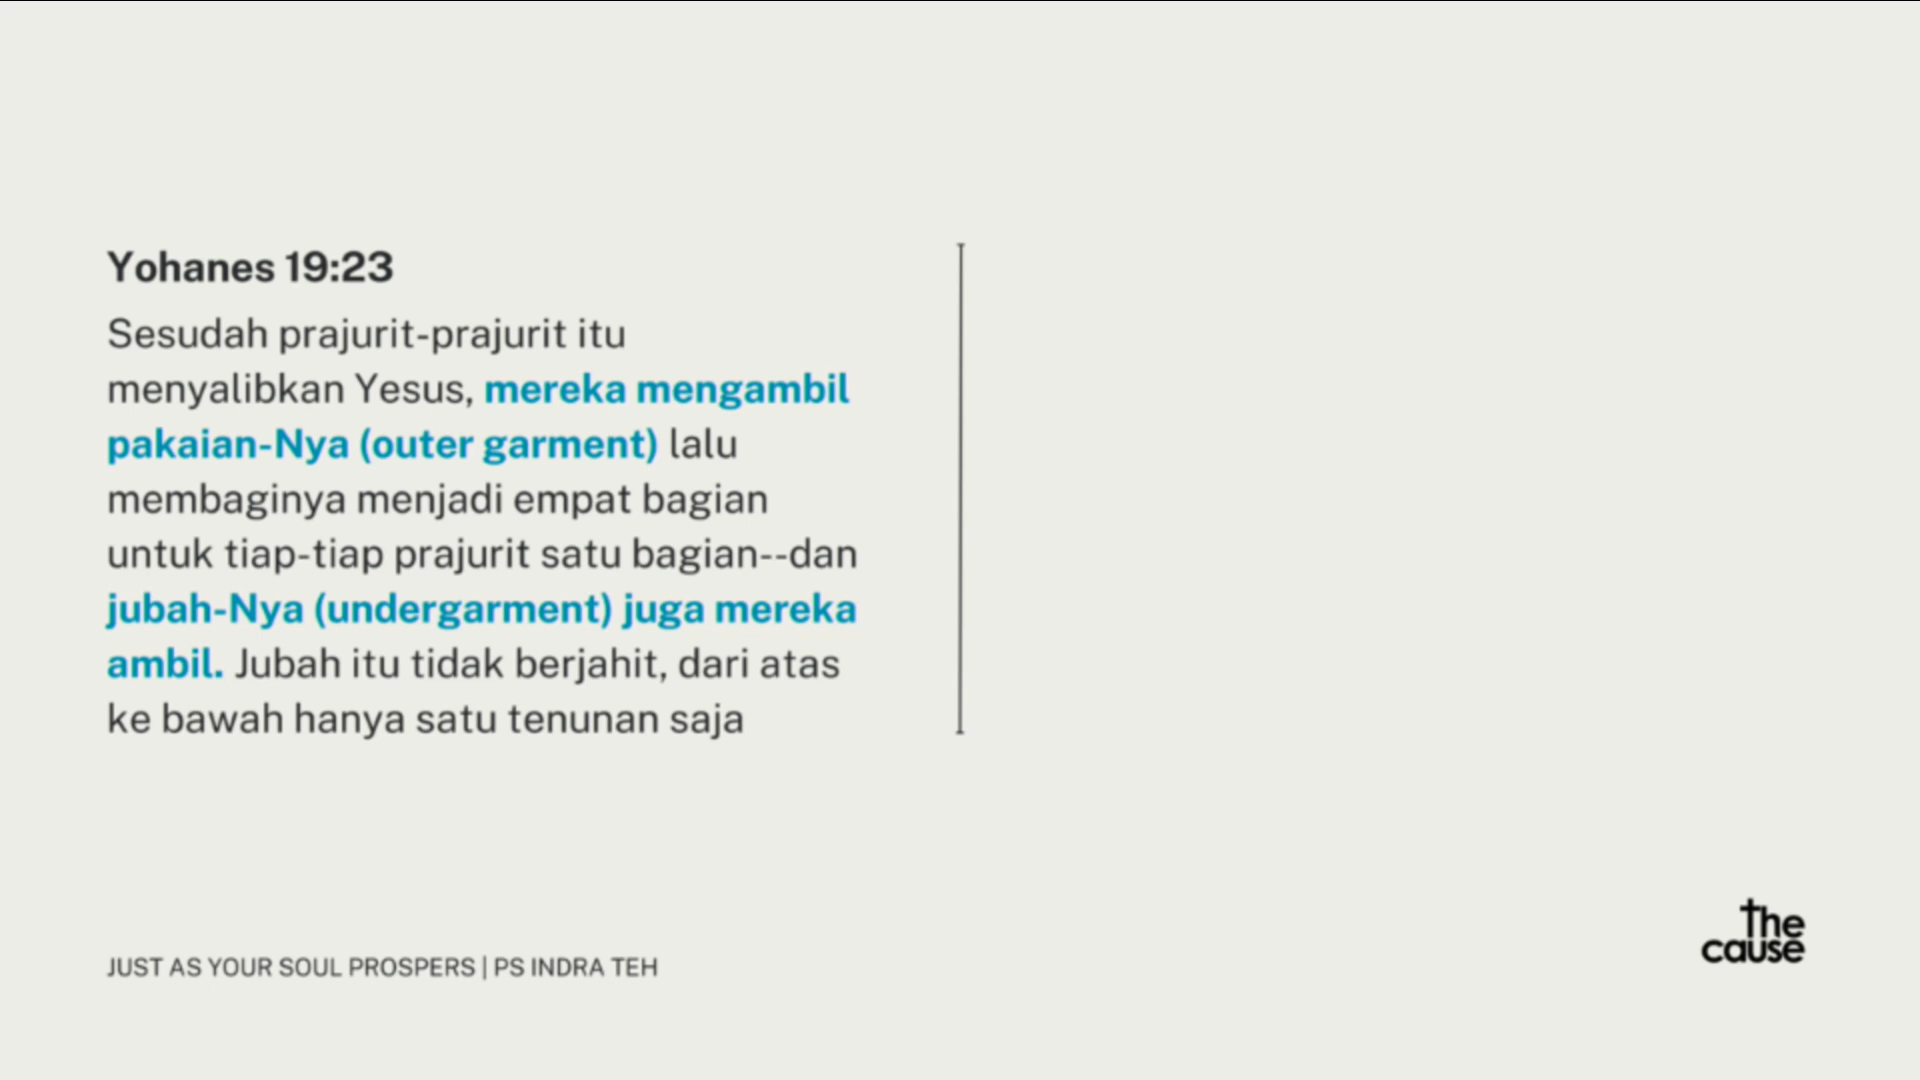 Yohanes 19:23
Sesudah prajurit-prajurit itu
menyalibkan Yesus, mereka mengambil
pakaian-Nya (outer garment) lalu
membaginya menjadi empat bagian
untuk tiap-tiap prajurit satu bagian--dan
jubah-Nya (undergarment) juga mereka
ambil. Jubah itu tidak berjahit, dari atas
ke bawah hanya satu tenunan saja
JUST AS YOUR SOUL PROSPERS | PS INDRA TEH
the
cause